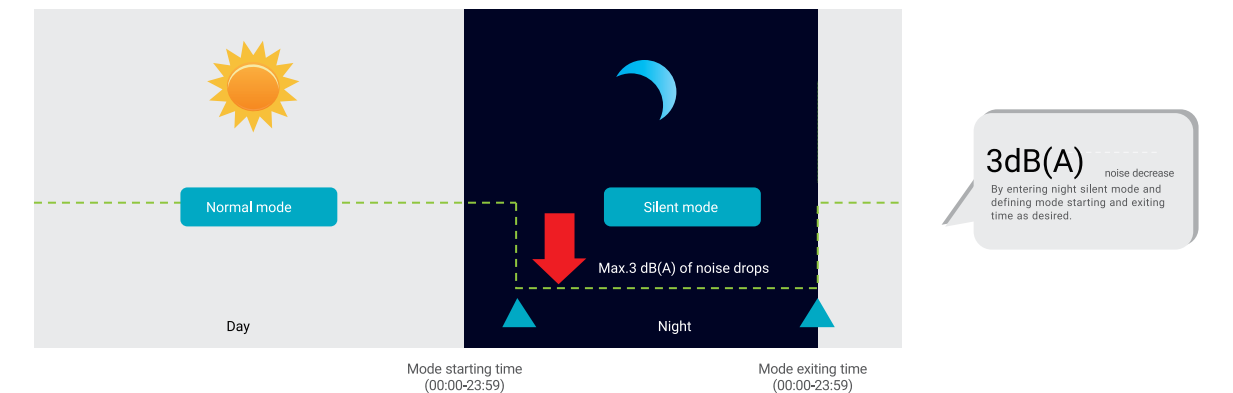 Normal mode
Silent mode
Max.3 dB(A) of noise drops
Day
Night
Mode starting time
(00:00-23:59)
Mode exiting time
(00:00-23:59)
3dB(A)
noise decrease
By entering night silent mode and
defining mode starting and exiting
time as desired.